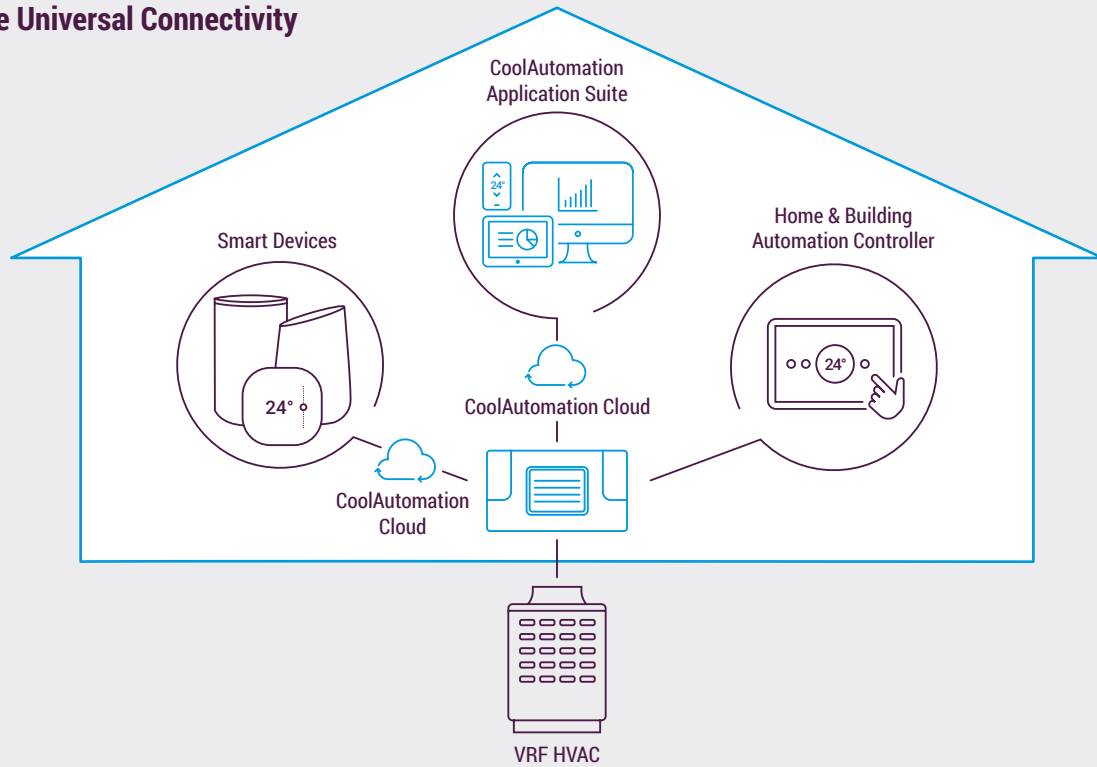 e Universal Connectivity
CoolAutomation
Application Suite
24°
Home & Building
Automation Controller
Smart Devices
24°
24°
CoolAutomation Cloud
CoolAutomation
Cloud
VRF HVAC